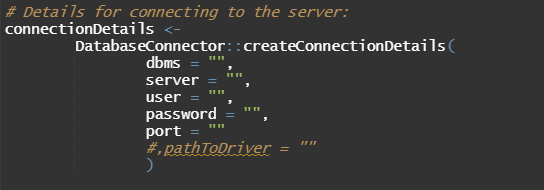 # Details for connecting to the server:
connectionDetails <-
        DatabaseConnector::createConnectionDetails(
                dbms = "",
                server = "",
                user = "",
                password = "",
                port = ""
                #,pathToDriver = ""
                )